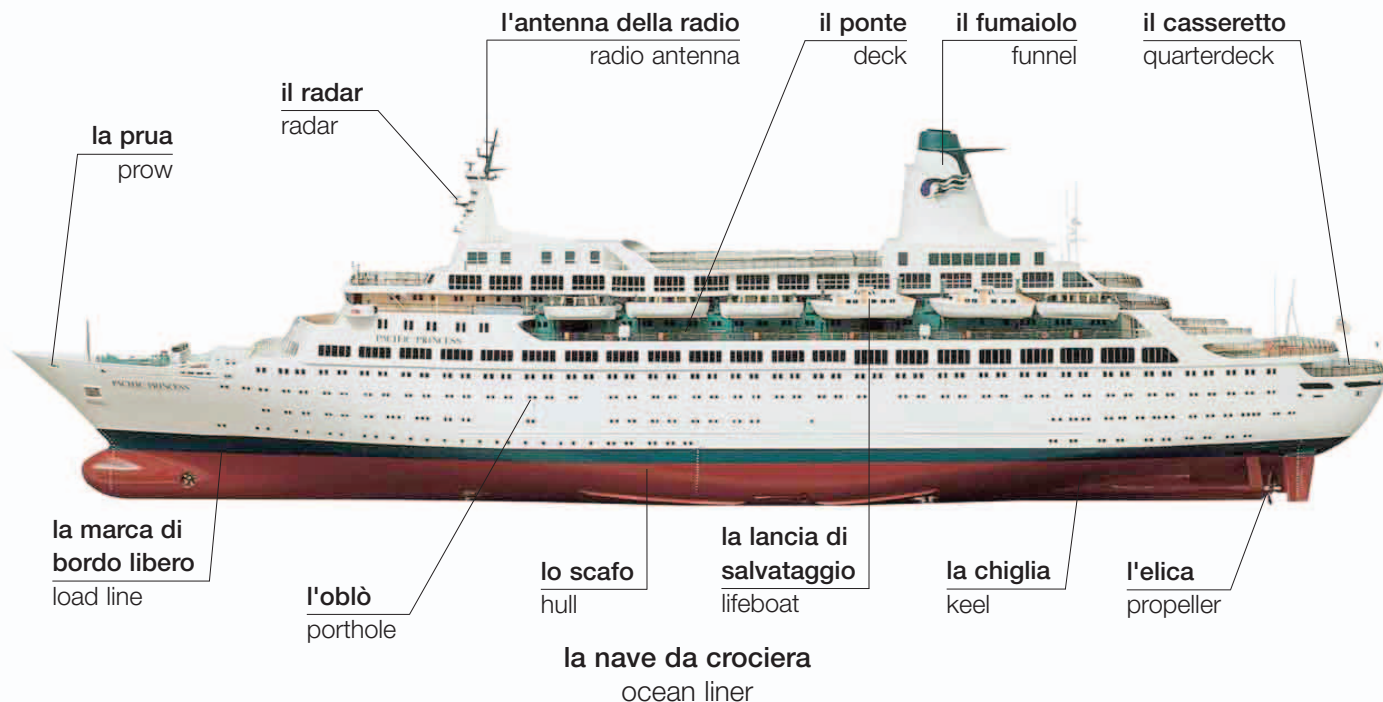 l'antenna della radio
radio antenna
il ponte
deck
il fumaiolo
funnel
il casseretto
quarterdeck
il radar
radar
la prua
prow
PACIFIC PRINCESS
PACIFIC PRINCESS
la marca di
bordo libero
load line
l'oblò
porthole
lo scafo
hull
la lancia di
salvataggio
lifeboat
la chiglia
keel
l'elica
propeller
la nave da crociera
ocean liner